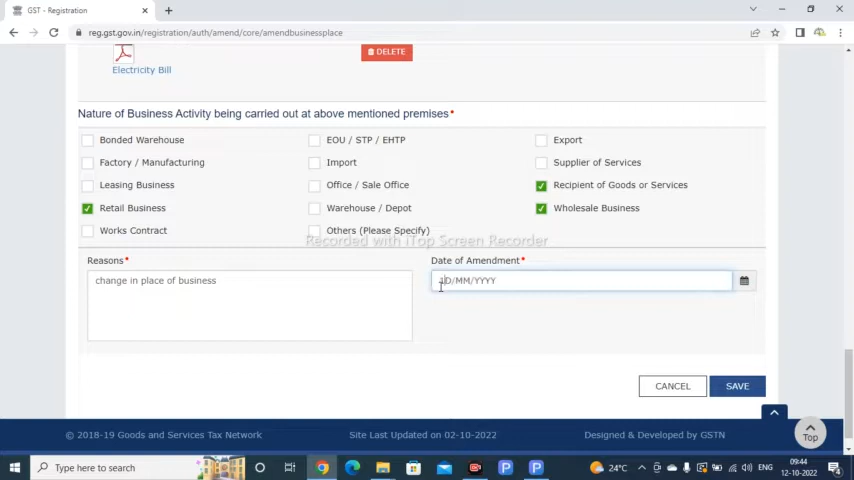 GST - Registration
reg.gst.gov.in/registration/auth/amend/core/amendbusinessplace
DELETE
Electricity Bill
Nature of Business Activity being carried out at above mentioned premises*
Bonded Warehouse
EOU / STP / EHTP
Export
Factory / Manufacturing
Import
Supplier of Services
Leasing Business
Office / Sale Office
Recipient of Goods or Services
Retail Business
Warehouse / Depot
Wholesale Business
Works Contract
Others (Please Specify)
Recorded with iTop Screen Recorder
Reasons*
Date of Amendment*
change in place of business
1D/MM/YYYY
CANCEL
SAVE
© 2018-19 Goods and Services Tax Network
Site Last Updated on 02-10-2022
Designed & Developed by GSTN
Top
Type here to search
24°C
ENG
09:44
12-10-2022
4